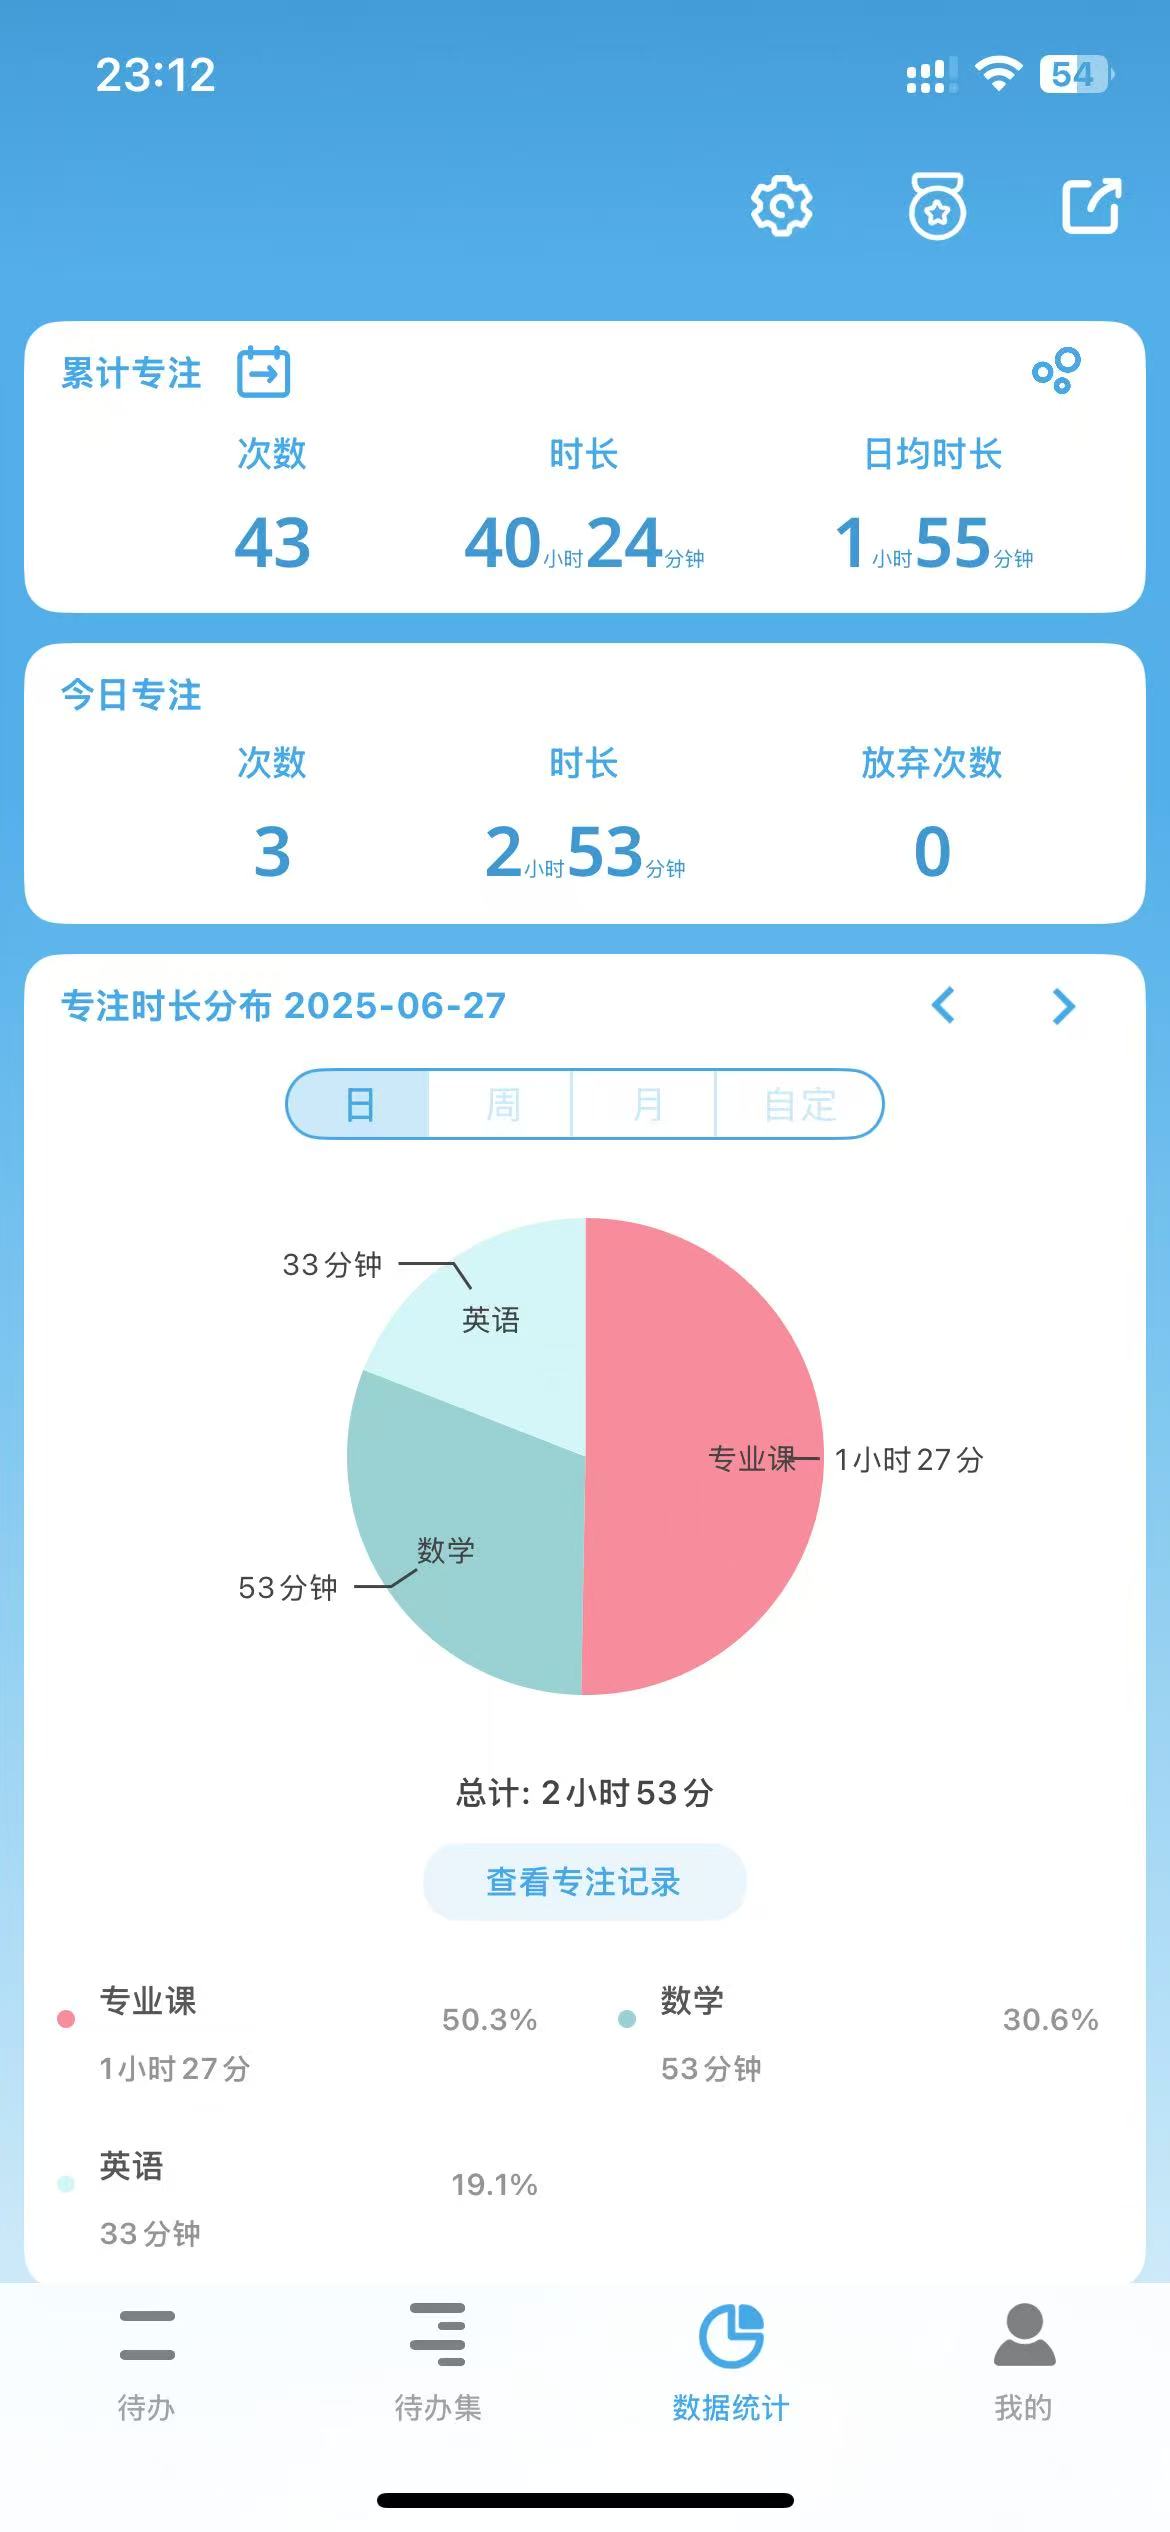 23:12
54
累计专注
次数 时长 日均时长
43 40小时24分钟 1小时55分钟
今日专注
次数 时长 放弃次数
3 2小时53分钟 0
专注时长分布 2025-06-27
日 周 月 自定
33分钟
英语
专业课 1小时27分
数学
53分钟
总计: 2小时53分
查看专注记录
专业课 50.3% 数学 30.6%
1小时27分 53分钟
英语 19.1%
33分钟
待办 待办集 数据统计 我的